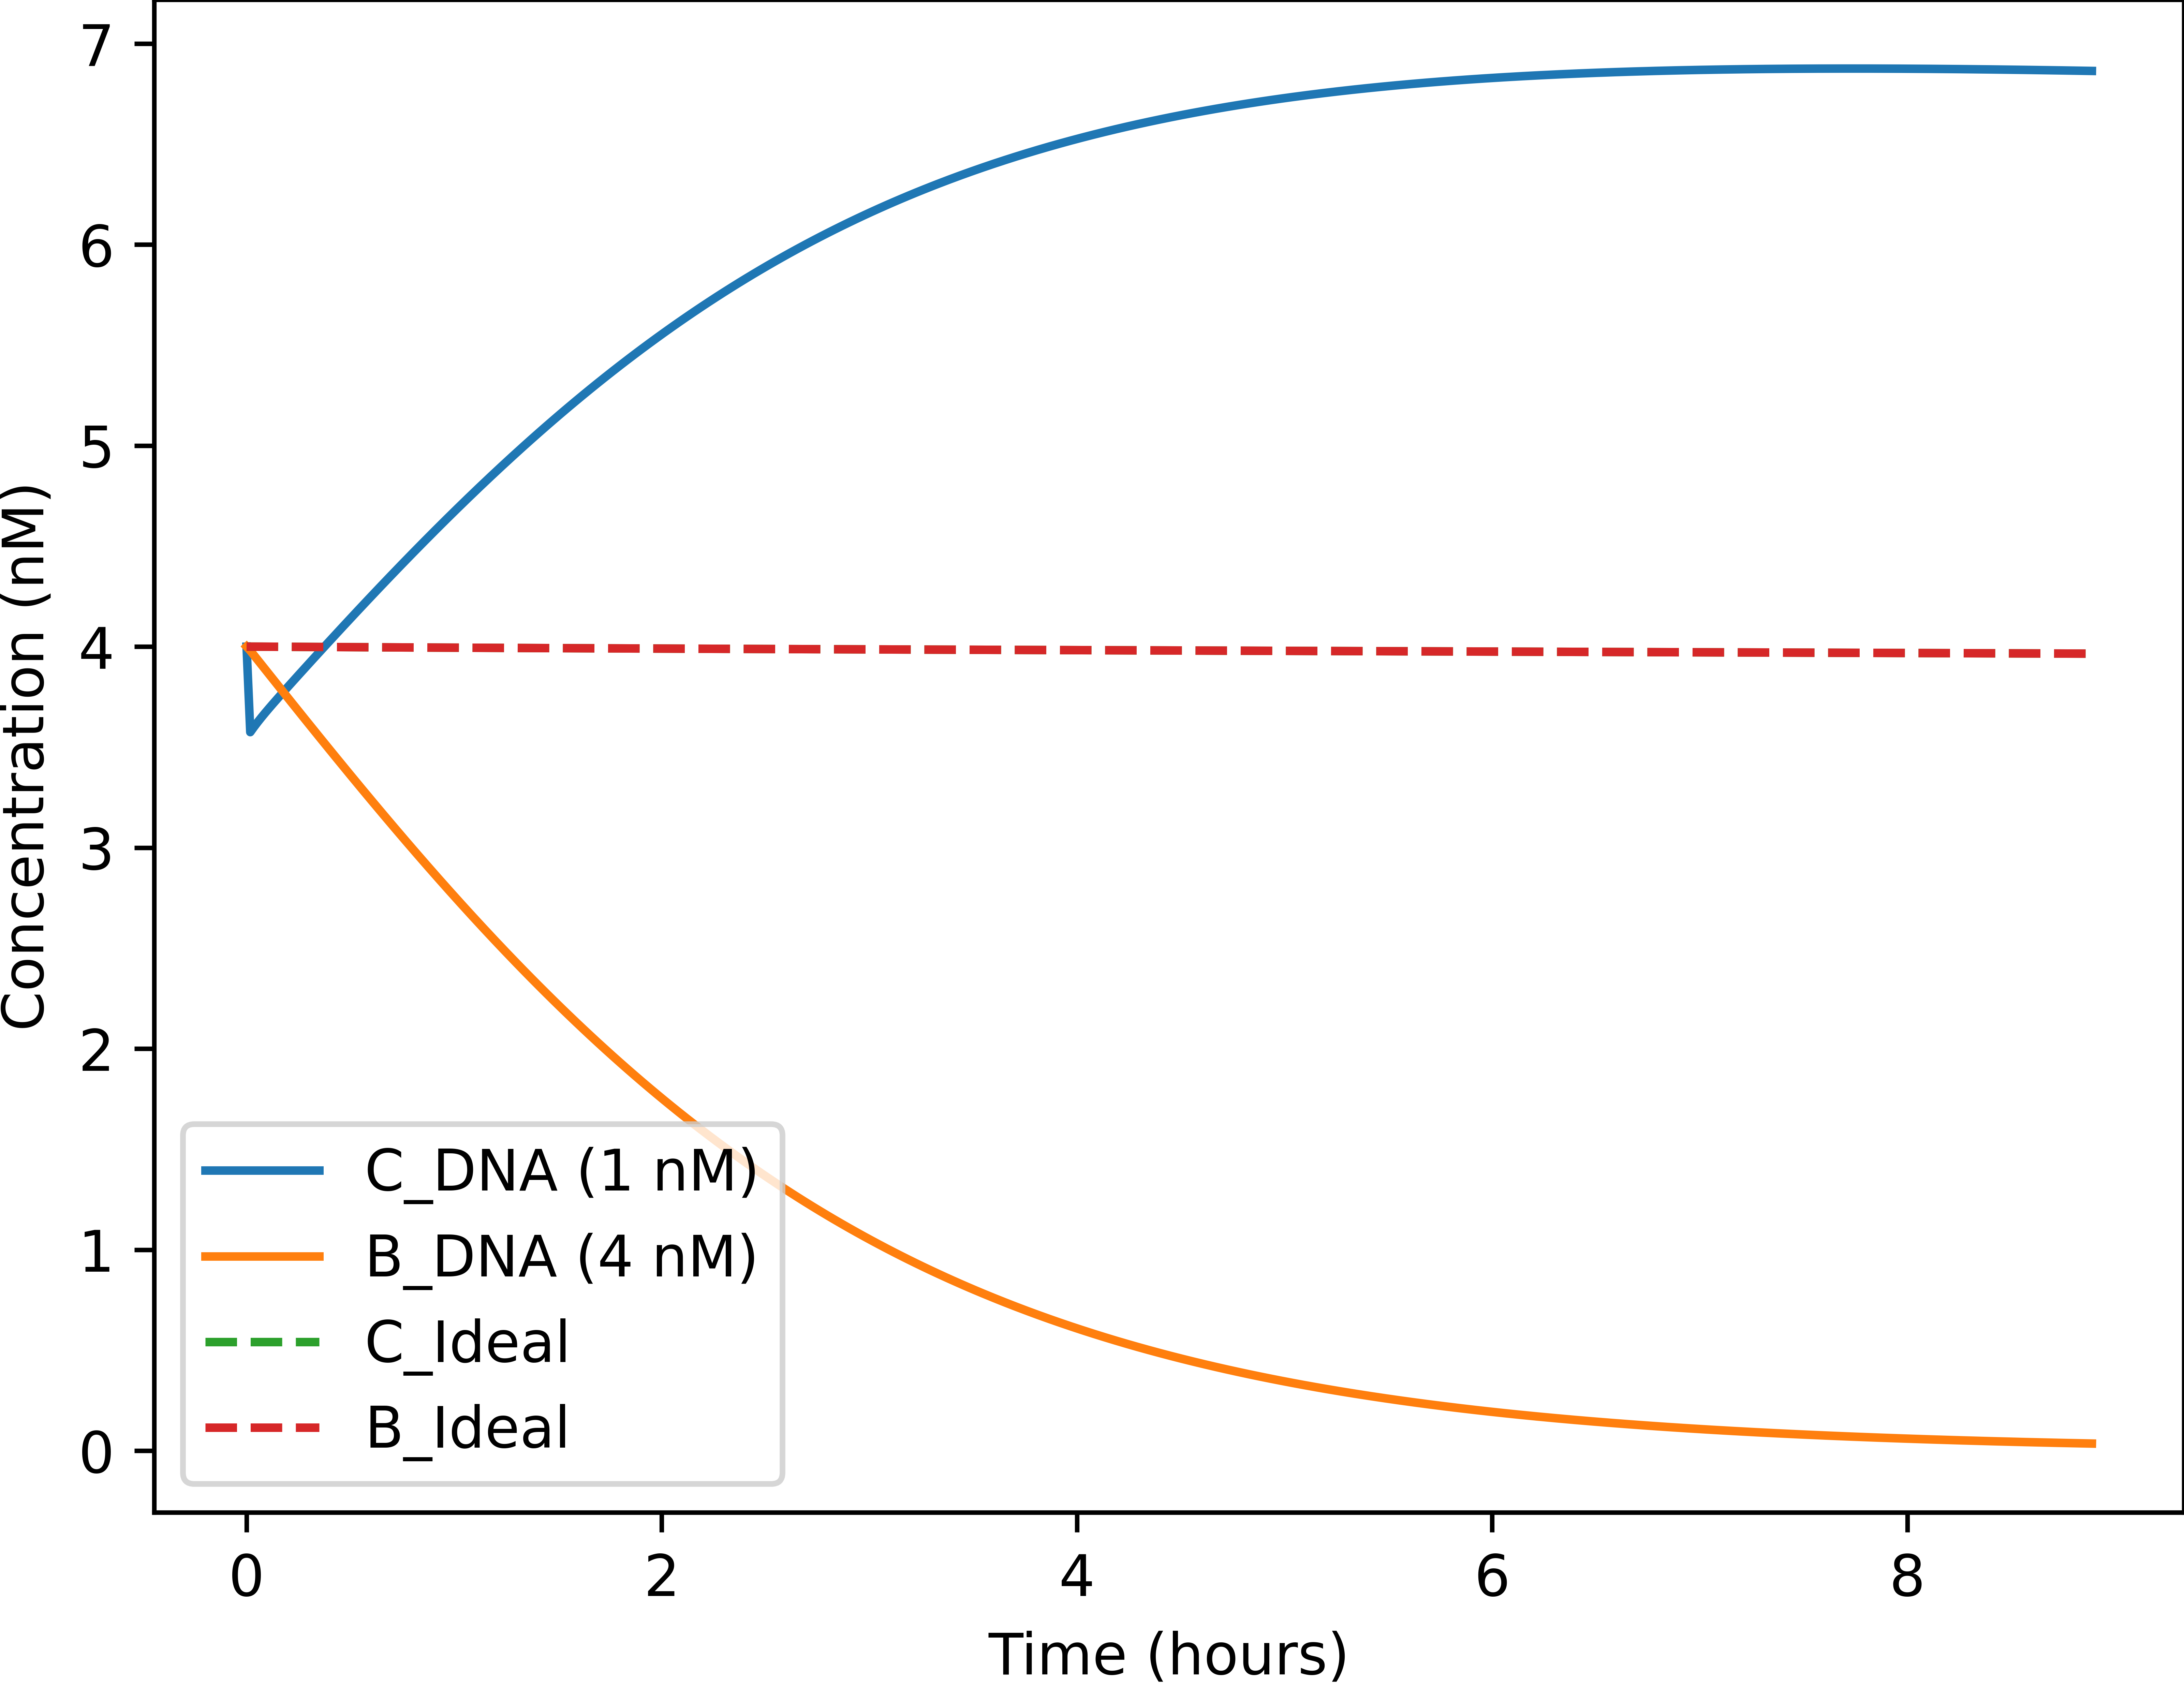 7
6
5
4
3
2
1
0
Concentration (nM)
C_DNA (1 nM)
B_DNA (4 nM)
C_Ideal
B_Ideal
0 2 4 6 8
Time (hours)